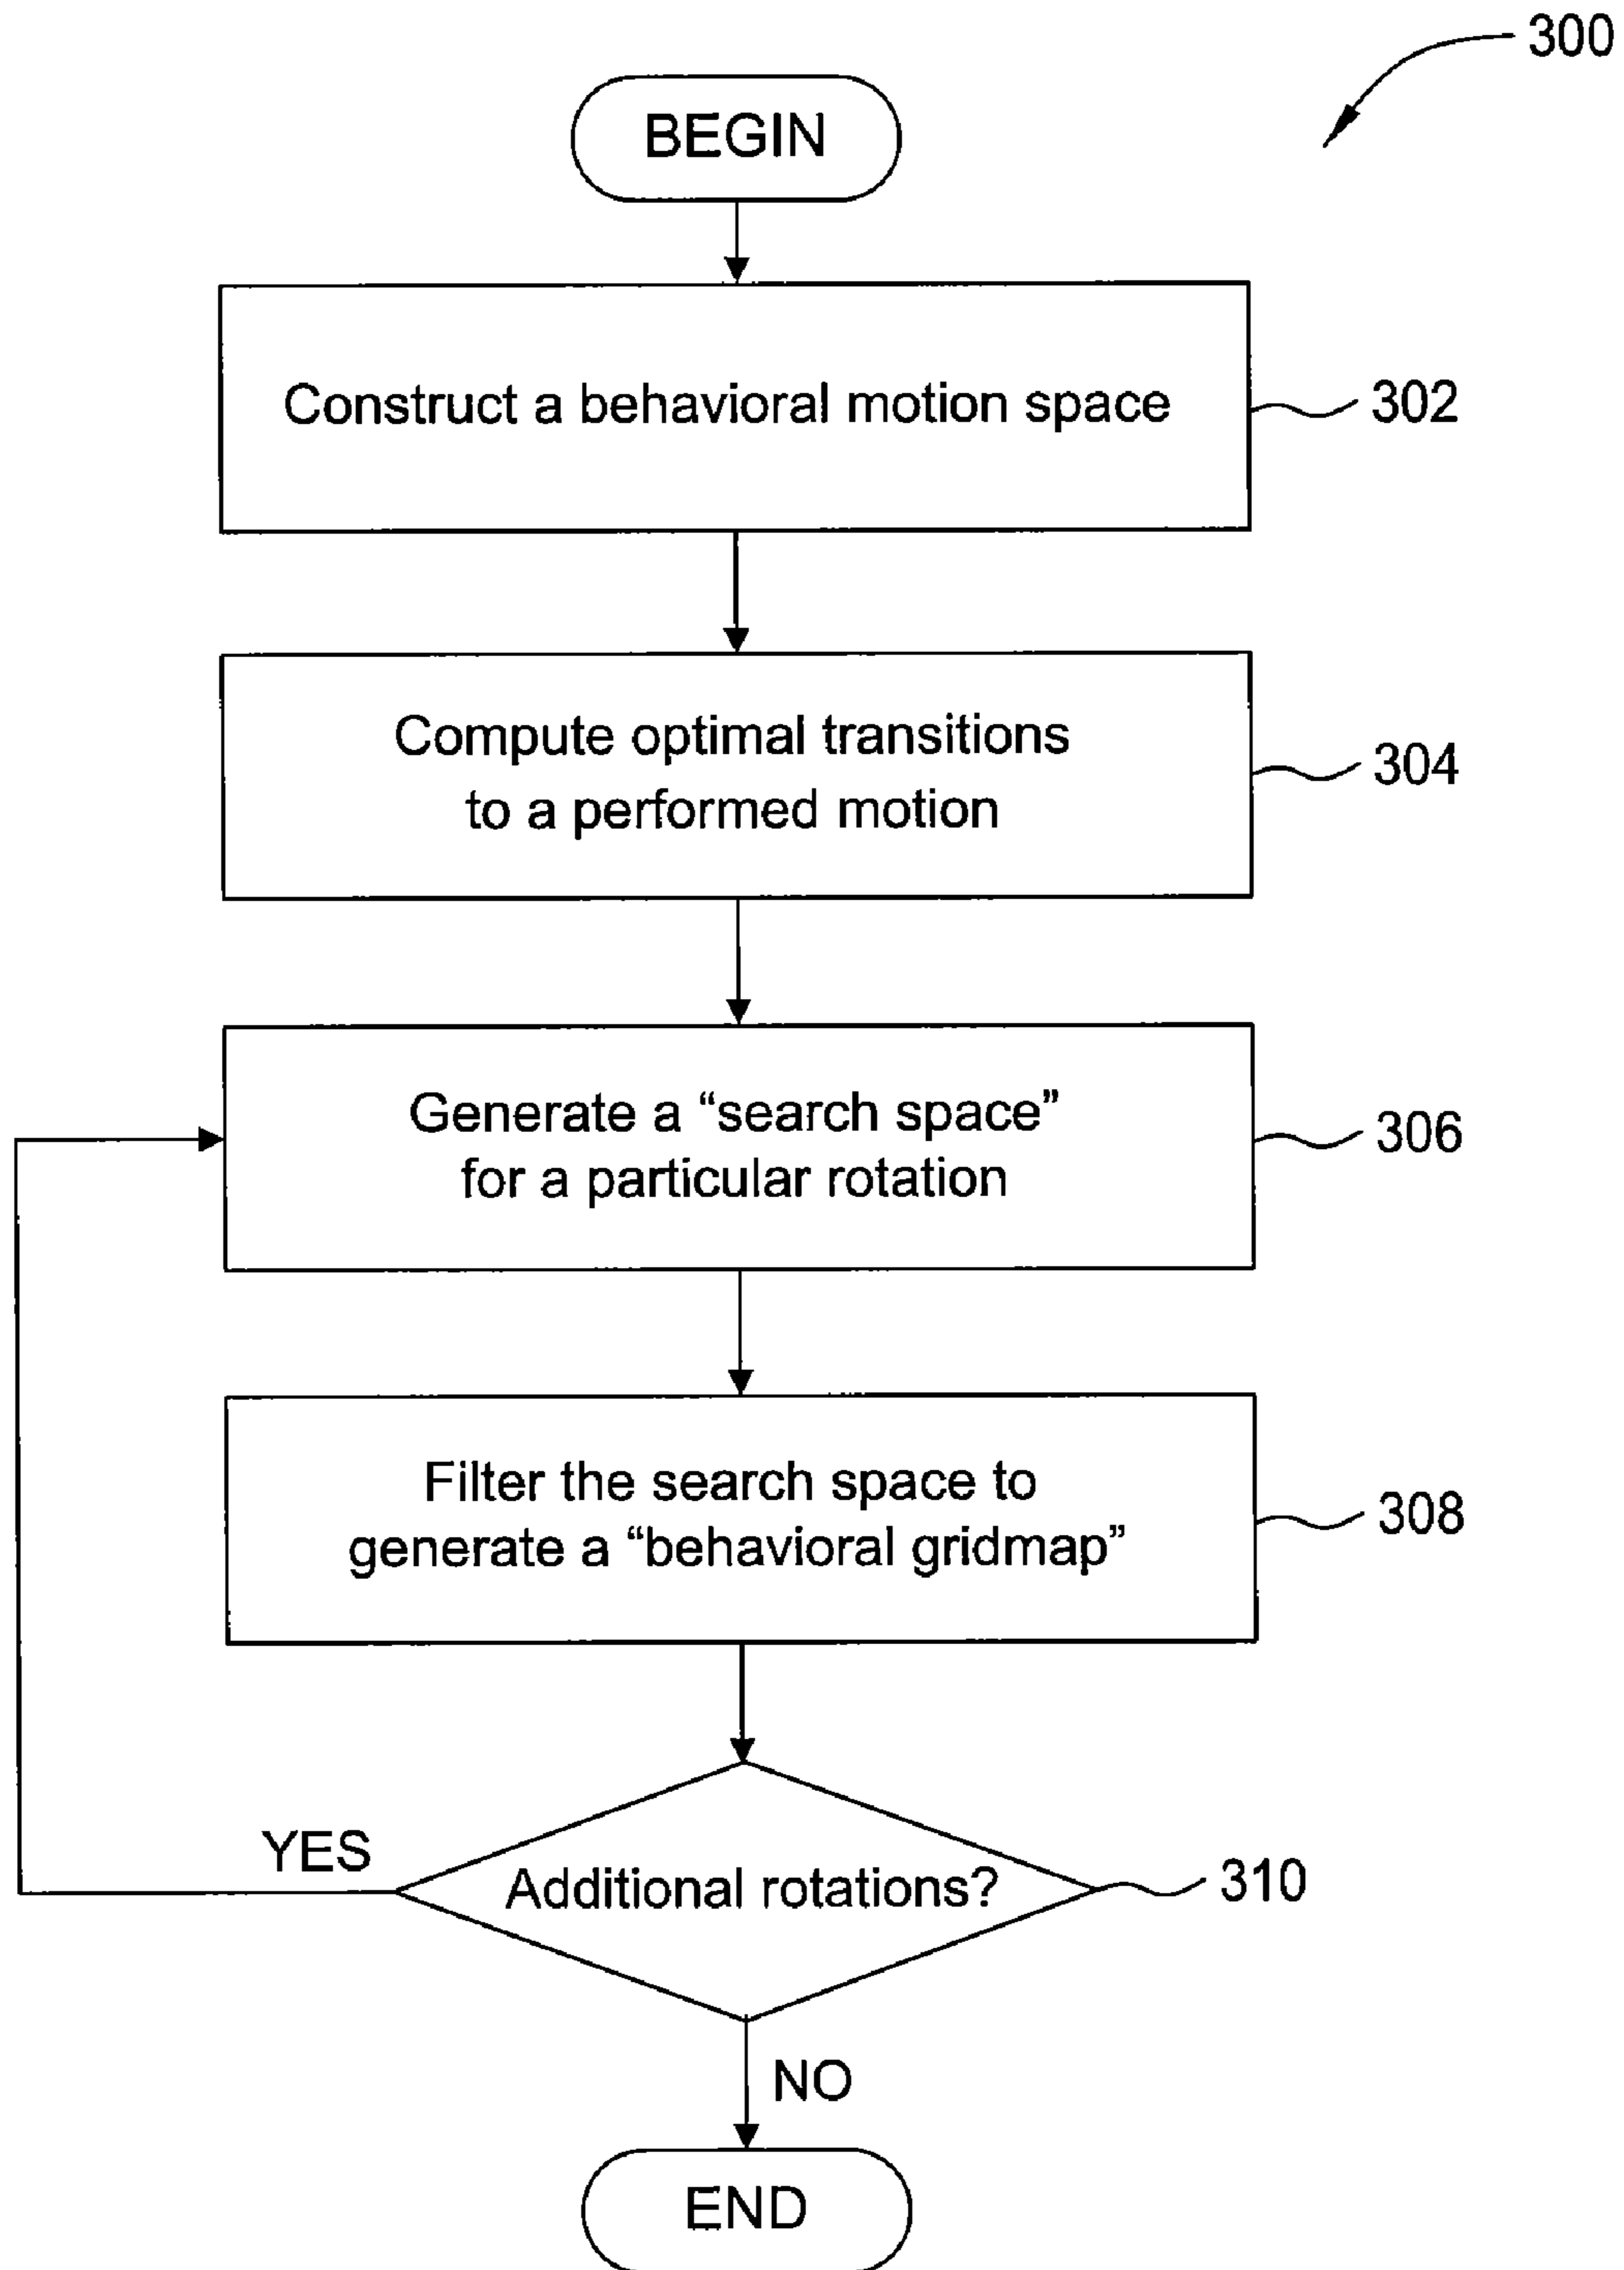 300
BEGIN
Construct a behavioral motion space
302
Compute optimal transitions
to a performed motion
304
Generate a “search space”
for a particular rotation
306
Filter the search space to
generate a “behavioral gridmap”
308
YES
Additional rotations?
310
NO
END